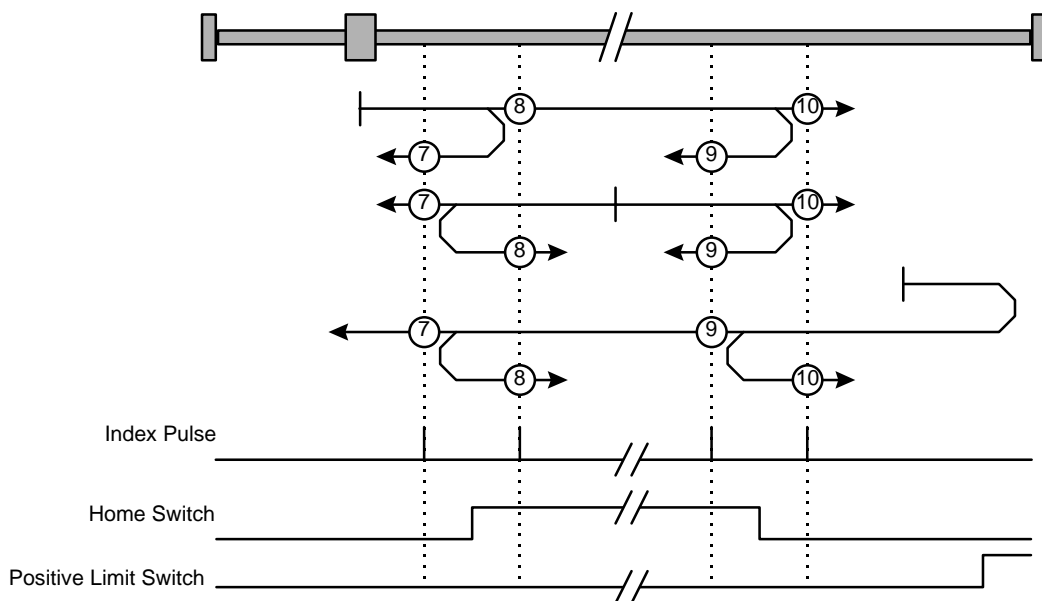 8 10
7 9
7 10
8 9
7 9
8 10
Index Pulse
Home Switch
Positive Limit Switch